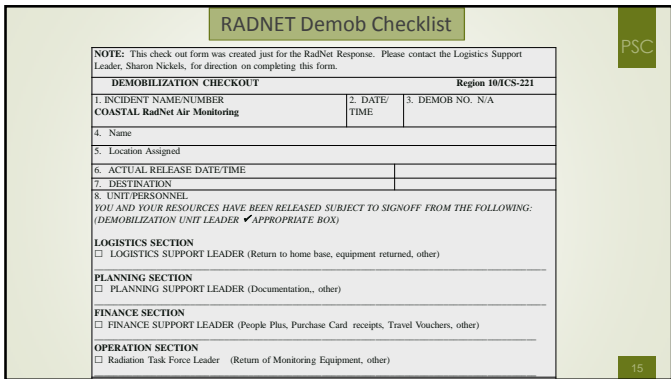 RADNET Demob Checklist
PSC
NOTE: This check out form was created just for the RadNet Response. Please contact the Logistics Support
Leader, Sharon Nickels, for direction on completing this form.
DEMOBILIZATION CHECKOUT Region 10/ICS-221
1. INCIDENT NAME/NUMBER
COASTAL RadNet Air Monitoring
2. DATE/
TIME
3. DEMOB NO. N/A
4. Name
5. Location Assigned
6. ACTUAL RELEASE DATE/TIME
7. DESTINATION
8. UNIT/PERSONNEL
YOU AND YOUR RESOURCES HAVE BEEN RELEASED SUBJECT TO SIGNOFF FROM THE FOLLOWING:
(DEMOBILIZATION UNIT LEADER ✔ APPROPRIATE BOX)
LOGISTICS SECTION
☐ LOGISTICS SUPPORT LEADER (Return to home base, equipment returned, other)
PLANNING SECTION
☐ PLANNING SUPPORT LEADER (Documentation,, other)
FINANCE SECTION
☐ FINANCE SUPPORT LEADER (People Plus, Purchase Card receipts, Travel Vouchers, other)
OPERATION SECTION
☐ Radiation Task Force Leader (Return of Monitoring Equipment, other)
15